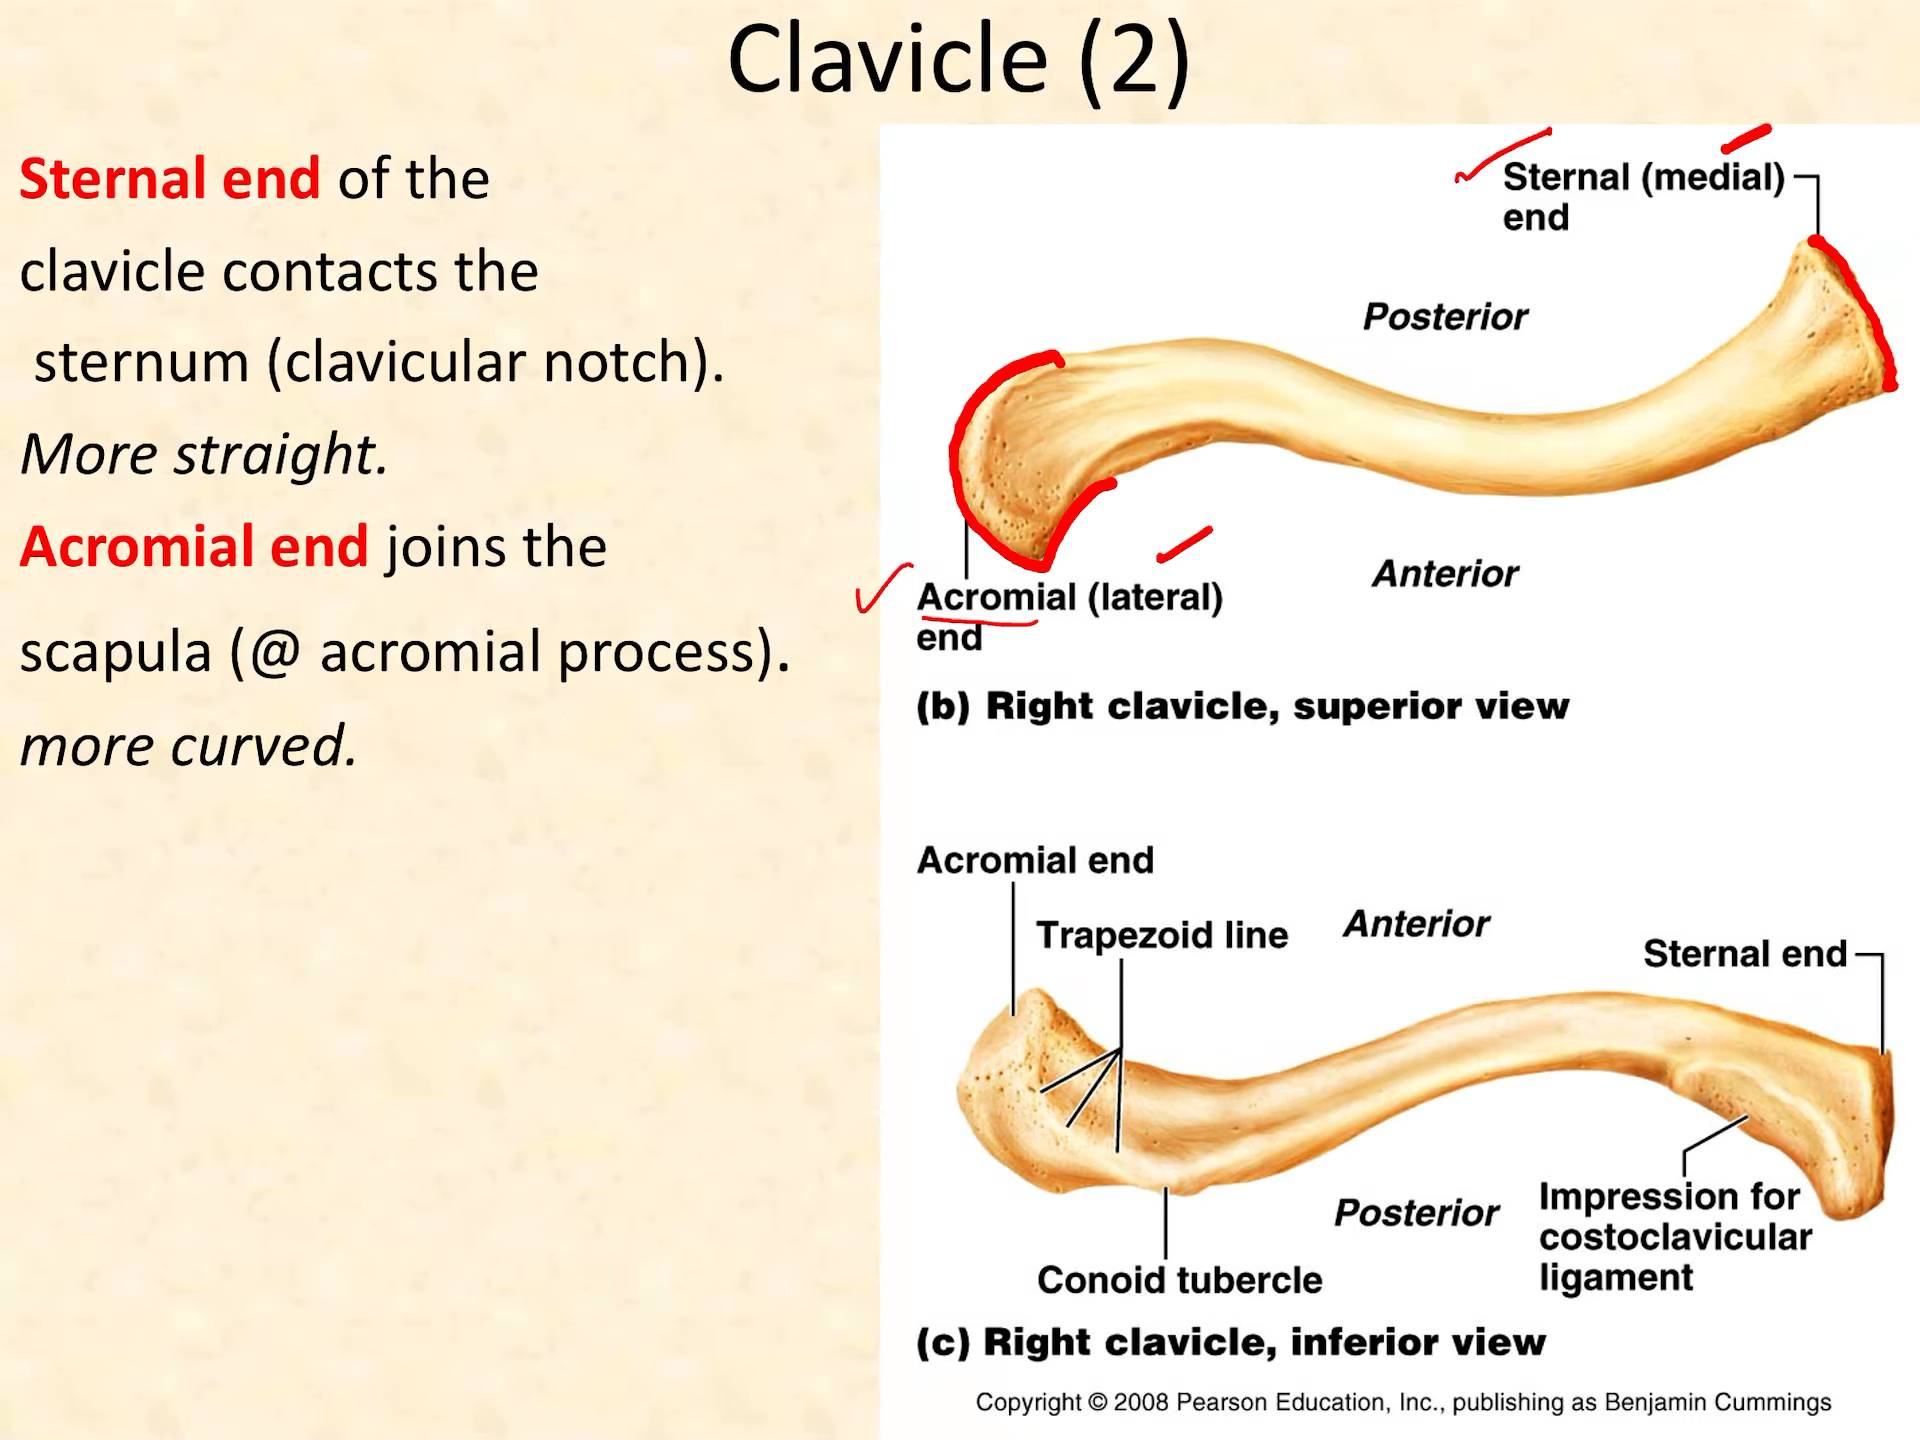 Clavicle (2)
Sternal end of the
clavicle contacts the
sternum (clavicular notch).
More straight.
Acromial end joins the
scapula (@ acromial process).
more curved.
Sternal (medial)
end
Posterior
Anterior
Acromial (lateral)
end
(b) Right clavicle, superior view
Acromial end
Trapezoid line
Anterior
Sternal end
Posterior
Impression for
costoclavicular
ligament
Conoid tubercle
(c) Right clavicle, inferior view
Copyright © 2008 Pearson Education, Inc., publishing as Benjamin Cummings